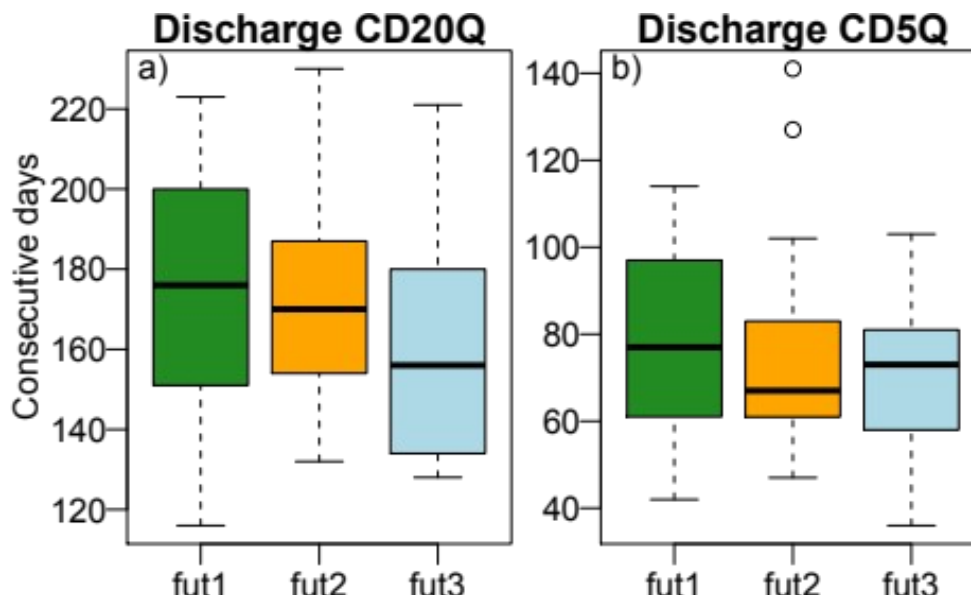 Discharge CD20Q
a)
Consecutive days
220
200
180
160
140
120
fut1 fut2 fut3
Discharge CD5Q
b)
140
120
100
80
60
40
fut1 fut2 fut3